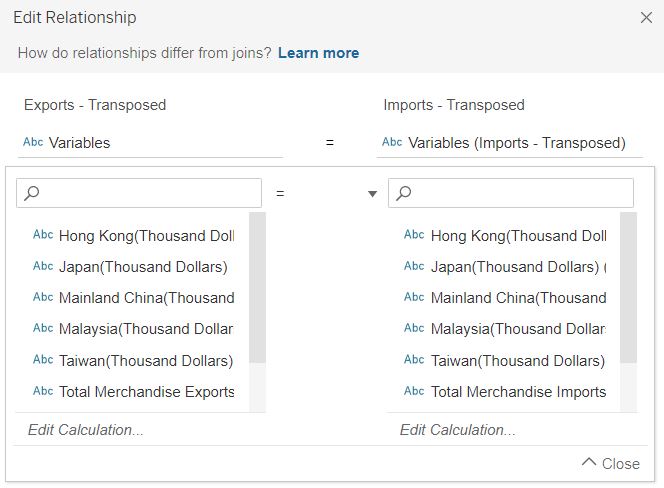 Edit Relationship
How do relationships differ from joins? Learn more
Exports - Transposed Imports - Transposed
Abc Variables = Abc Variables (Imports - Transposed)
=
Abc Hong Kong(Thousand Doll Abc Hong Kong(Thousand Doll
Abc Japan(Thousand Dollars) Abc Japan(Thousand Dollars) (
Abc Mainland China(Thousand Abc Mainland China(Thousand
Abc Malaysia(Thousand Dollar Abc Malaysia(Thousand Dollar
Abc Taiwan(Thousand Dollars) Abc Taiwan(Thousand Dollars)
Abc Total Merchandise Exports Abc Total Merchandise Imports
Edit Calculation... Edit Calculation...
Close